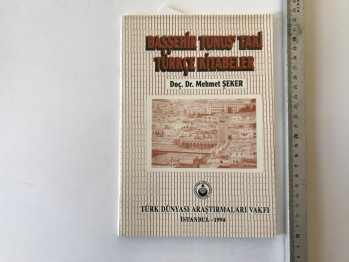 BAŞŞEHİR TUNUS'TAKİ
TÜRKÇE KİTABELER
Doç. Dr. Mehmet ŞEKER
TÜRK DÜNYASI ARAŞTIRMALARI VAKFI
İSTANBUL - 1994